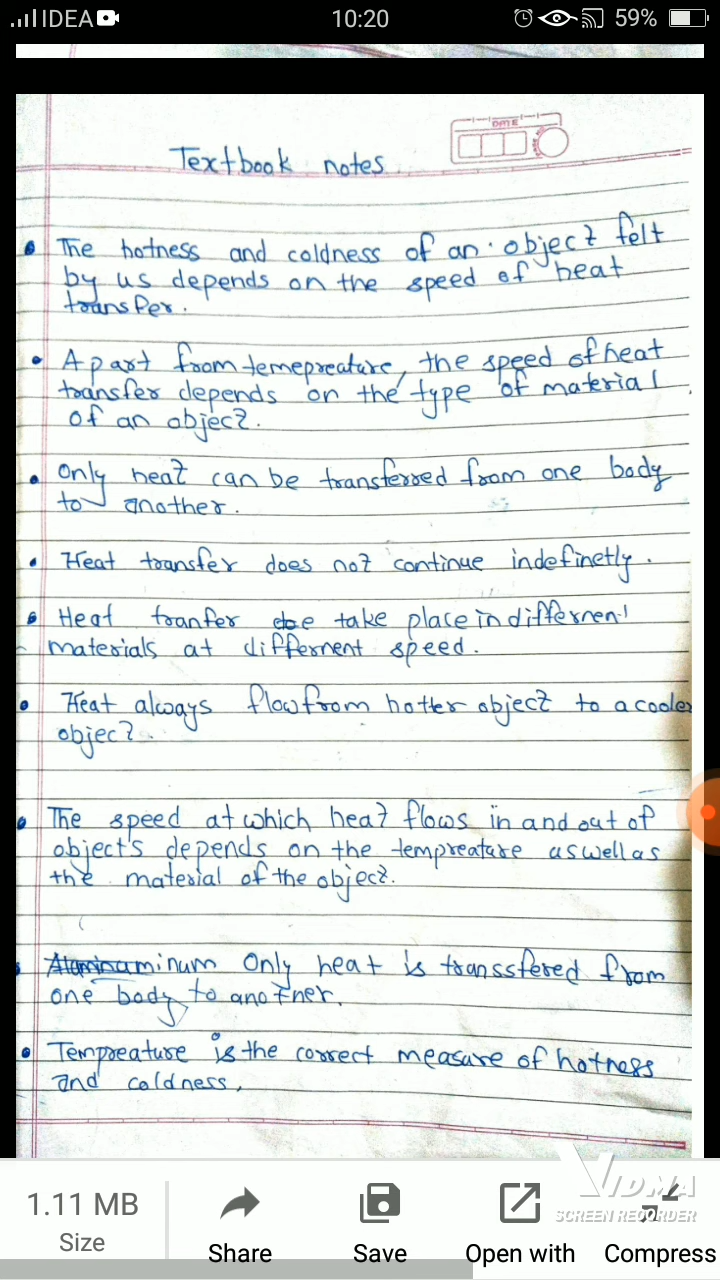 IDEA 10:20 59%
Textbook notes
DATE
The hotness and coldness of an object felt
by us depends on the speed of heat
transfer.
Apart from temepreature, the speed of heat
transfer depends on the type of material
of an object.
Only heat can be transferred from one body
to another.
Heat transfer does not continue indefinetly.
Heat tranfer take place in differnent
materials at differnent speed.
Heat always flow from hotter object to a cooler
object.
The speed at which heat flows in and out of
object's depends on the tempreature as well as
the material of the object.
minum Only heat is transsfered from
one body to another.
Tempreature is the correct measure of hotness
and coldness.
1.11 MB
Size
Share
Save
Open with
Compress
VIDMA
SCREEN RECORDER